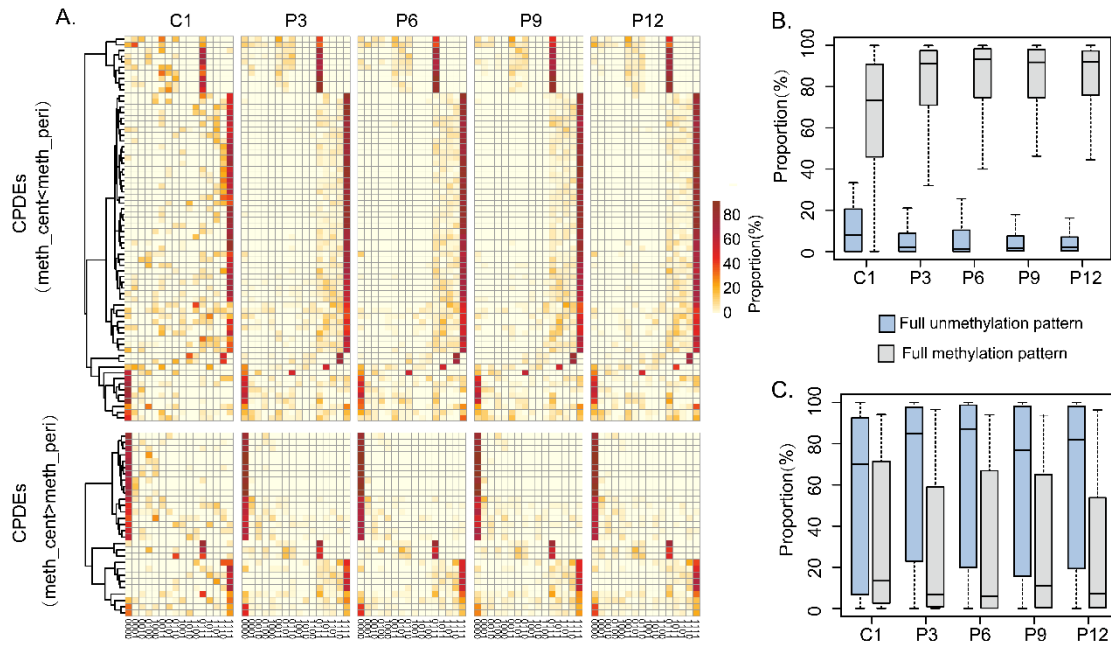 A.
C1 P3 P6 P9 P12
CPDEs
(meth_cent<meth_peri)
CPDEs
(meth_cent>meth_peri)
80
60
40
20
0
Proportion(%)
B.
Proportion(%)
100
80
60
40
20
0
C1 P3 P6 P9 P12
Full unmethylation pattern
Full methylation pattern
C.
Proportion(%)
100
80
60
40
20
0
C1 P3 P6 P9 P12